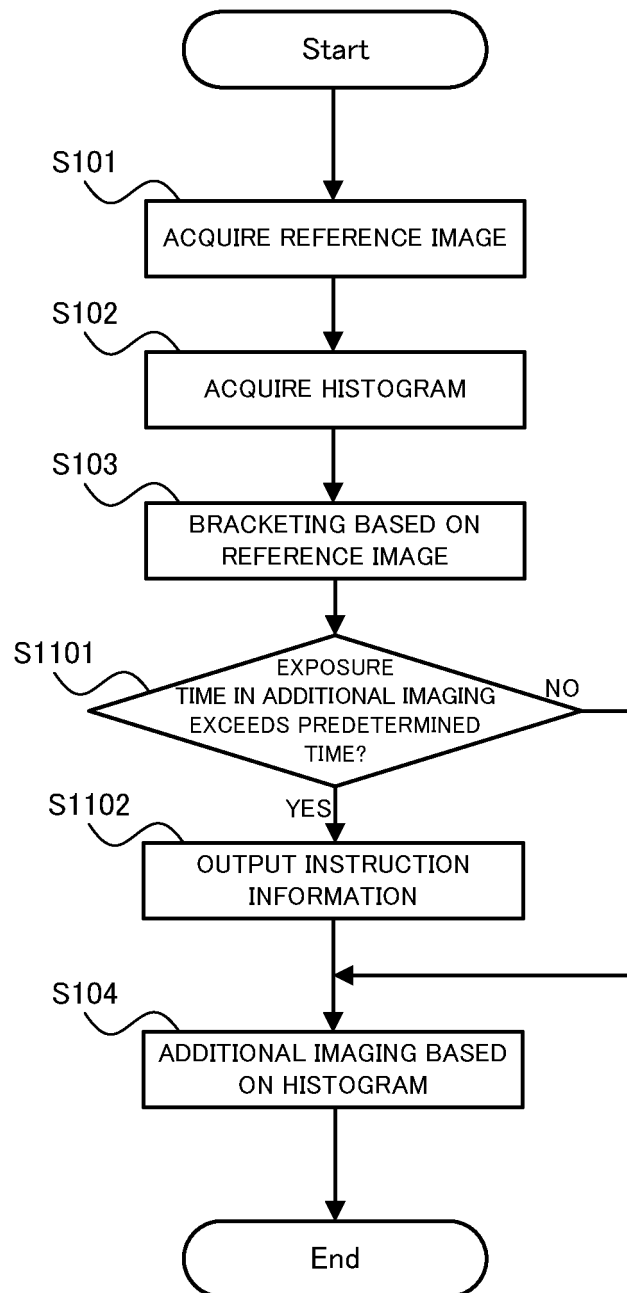 Start
S101
ACQUIRE REFERENCE IMAGE
S102
ACQUIRE HISTOGRAM
S103
BRACKETING BASED ON
REFERENCE IMAGE
S1101
EXPOSURE
TIME IN ADDITIONAL IMAGING
EXCEEDS PREDETERMINED
TIME?
NO
YES
S1102
OUTPUT INSTRUCTION
INFORMATION
S104
ADDITIONAL IMAGING BASED
ON HISTOGRAM
End